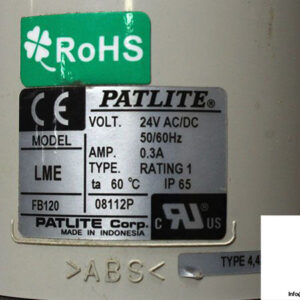 RoHS
CE
PATLITE®
VOLT. 24V AC/DC
50/60Hz
MODEL
AMP. 0.3A
LME
TYPE. RATING 1
ta 60 ℃ IP 65
FB120
08112P
PATLITE Corp.
MADE IN INDONESIA
C RU US
>ABS<
TYPE 4,4